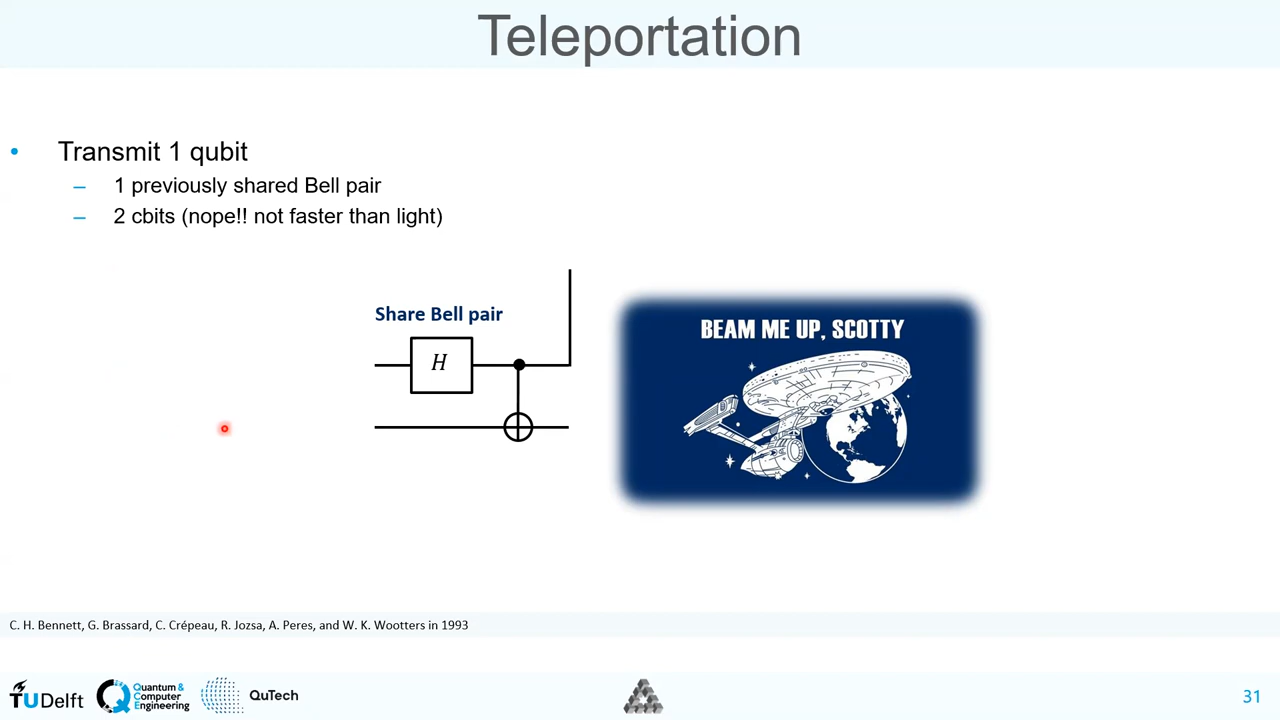 Teleportation
• Transmit 1 qubit
– 1 previously shared Bell pair
– 2 cbits (nope!! not faster than light)
Share Bell pair
H
BEAM ME UP, SCOTTY
C. H. Bennett, G. Brassard, C. Crépeau, R. Jozsa, A. Peres, and W. K. Wootters in 1993
TUDelft
Quantum &
Computer
Engineering
QuTech
31